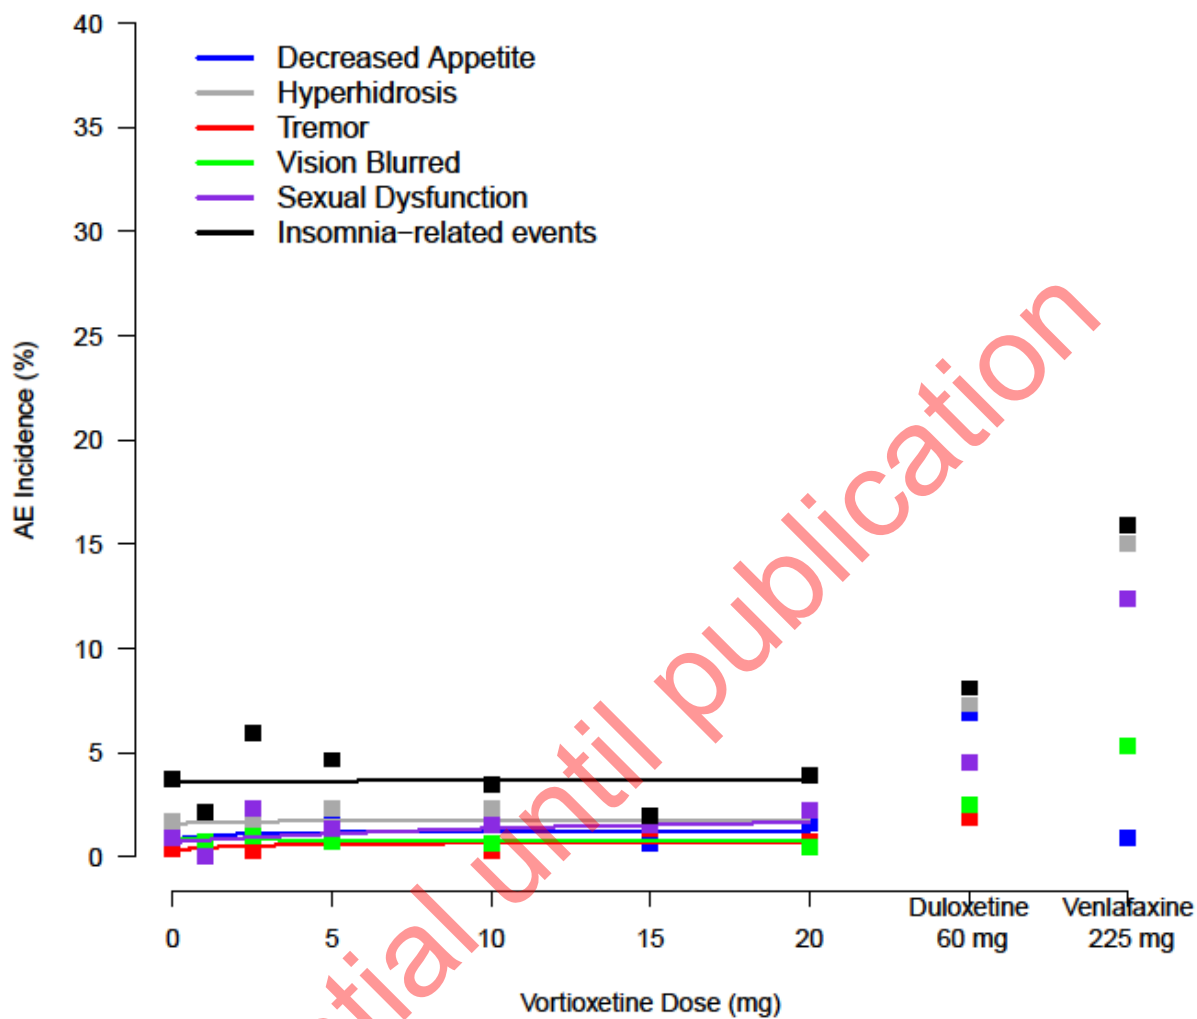 40
35
30
25
20
15
10
5
0
AE Incidence (%)
Decreased Appetite
Hyperhidrosis
Tremor
Vision Blurred
Sexual Dysfunction
Insomnia−related events
tial until publication
0 5 10 15 20
Duloxetine
60 mg
Venlafaxine
225 mg
Vortioxetine Dose (mg)